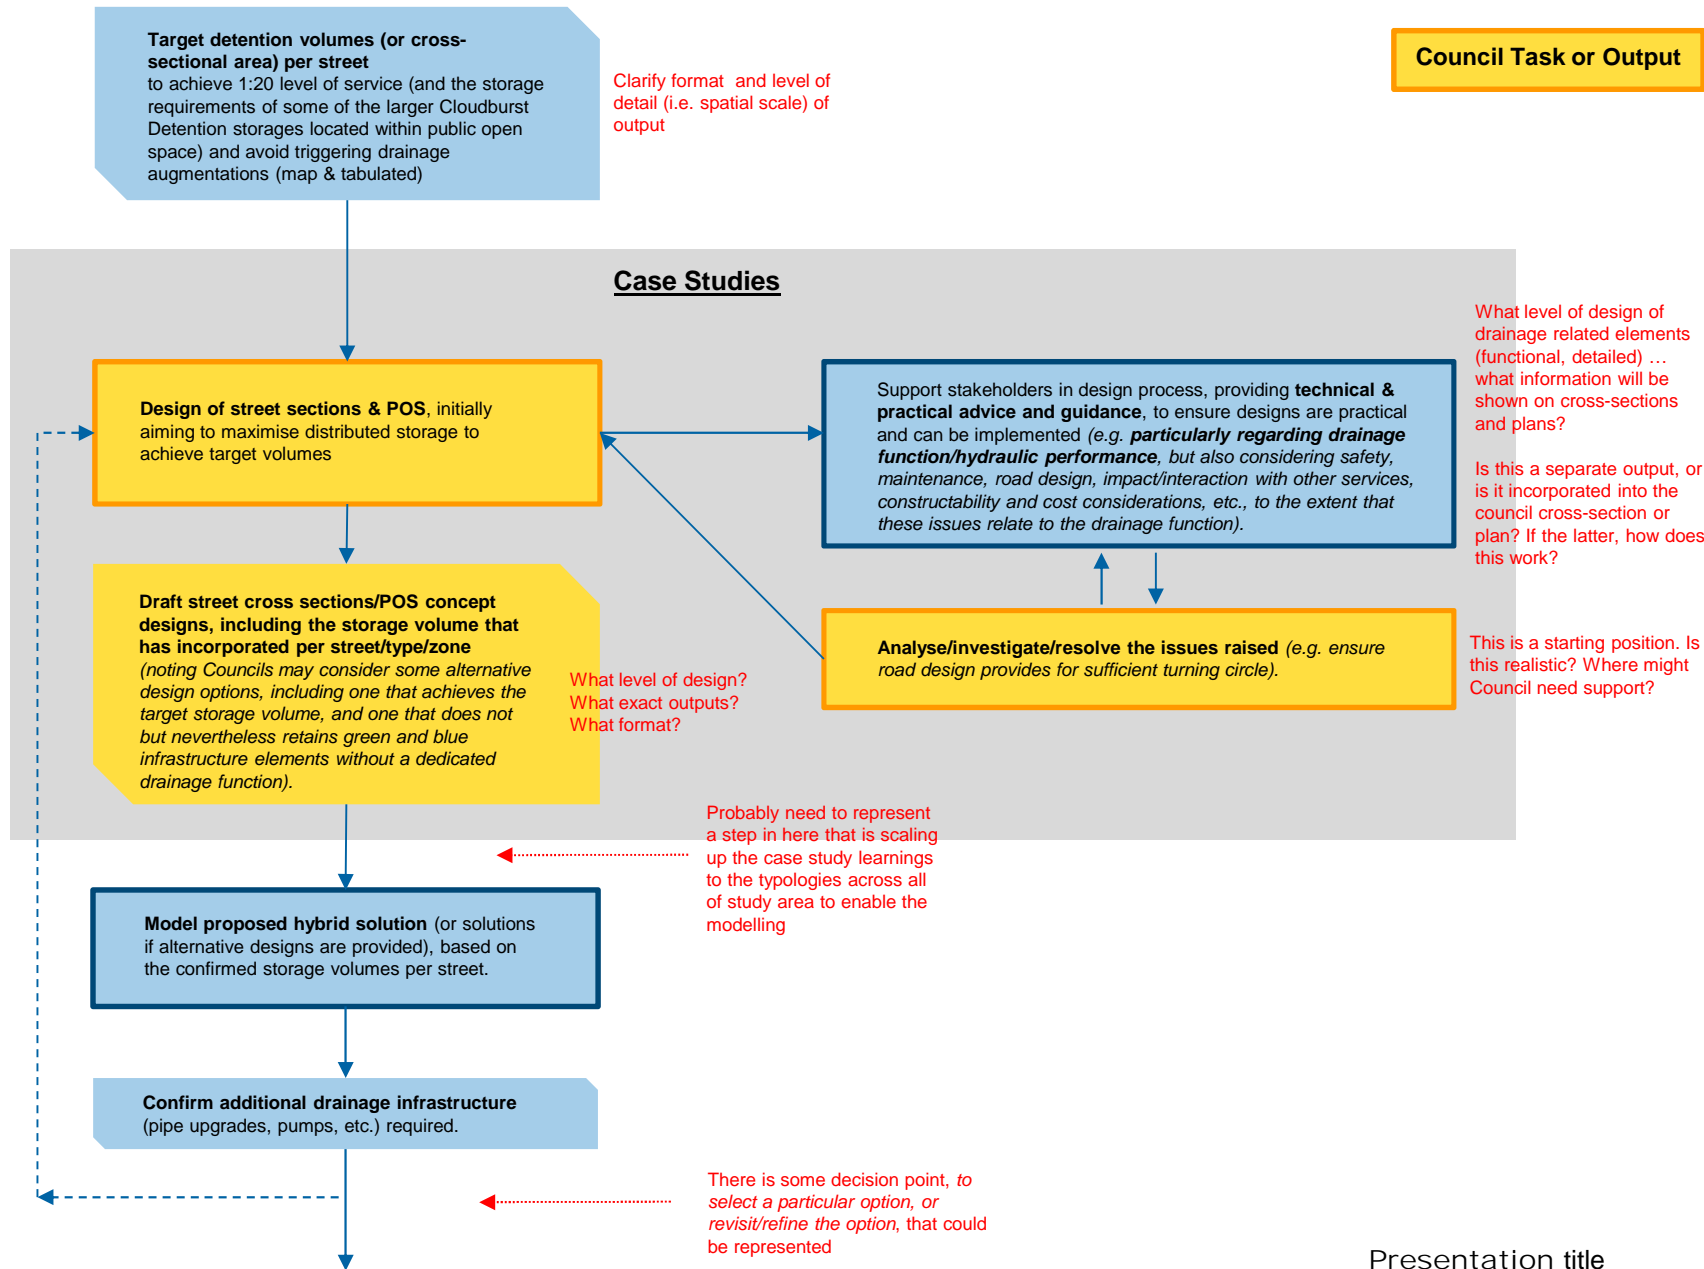 Target detention volumes (or cross-
sectional area) per street
to achieve 1:20 level of service (and the storage
requirements of some of the larger Cloudburst
Detention storages located within public open
space) and avoid triggering drainage
augmentations (map & tabulated)
Clarify format and level of
detail (i.e. spatial scale) of
output
Council Task or Output
Case Studies
Design of street sections & POS, initially
aiming to maximise distributed storage to
achieve target volumes
Support stakeholders in design process, providing technical &
practical advice and guidance, to ensure designs are practical
and can be implemented (e.g. particularly regarding drainage
function/hydraulic performance, but also considering safety,
maintenance, road design, impact/interaction with other services,
constructability and cost considerations, etc., to the extent that
these issues relate to the drainage function).
What level of design of
drainage related elements
(functional, detailed) …
what information will be
shown on cross-sections
and plans?
Is this a separate output, or
is it incorporated into the
council cross-section or
plan? If the latter, how does
this work?
Draft street cross sections/POS concept
designs, including the storage volume that
has incorporated per street/type/zone
(noting Councils may consider some alternative
design options, including one that achieves the
target storage volume, and one that does not
but nevertheless retains green and blue
infrastructure elements without a dedicated
drainage function).
What level of design?
What exact outputs?
What format?
Analyse/investigate/resolve the issues raised (e.g. ensure
road design provides for sufficient turning circle).
This is a starting position. Is
this realistic? Where might
Council need support?
Probably need to represent
a step in here that is scaling
up the case study learnings
to the typologies across all
of study area to enable the
modelling
Model proposed hybrid solution (or solutions
if alternative designs are provided), based on
the confirmed storage volumes per street.
Confirm additional drainage infrastructure
(pipe upgrades, pumps, etc.) required.
There is some decision point, to
select a particular option, or
revisit/refine the option, that could
be represented
Presentation title